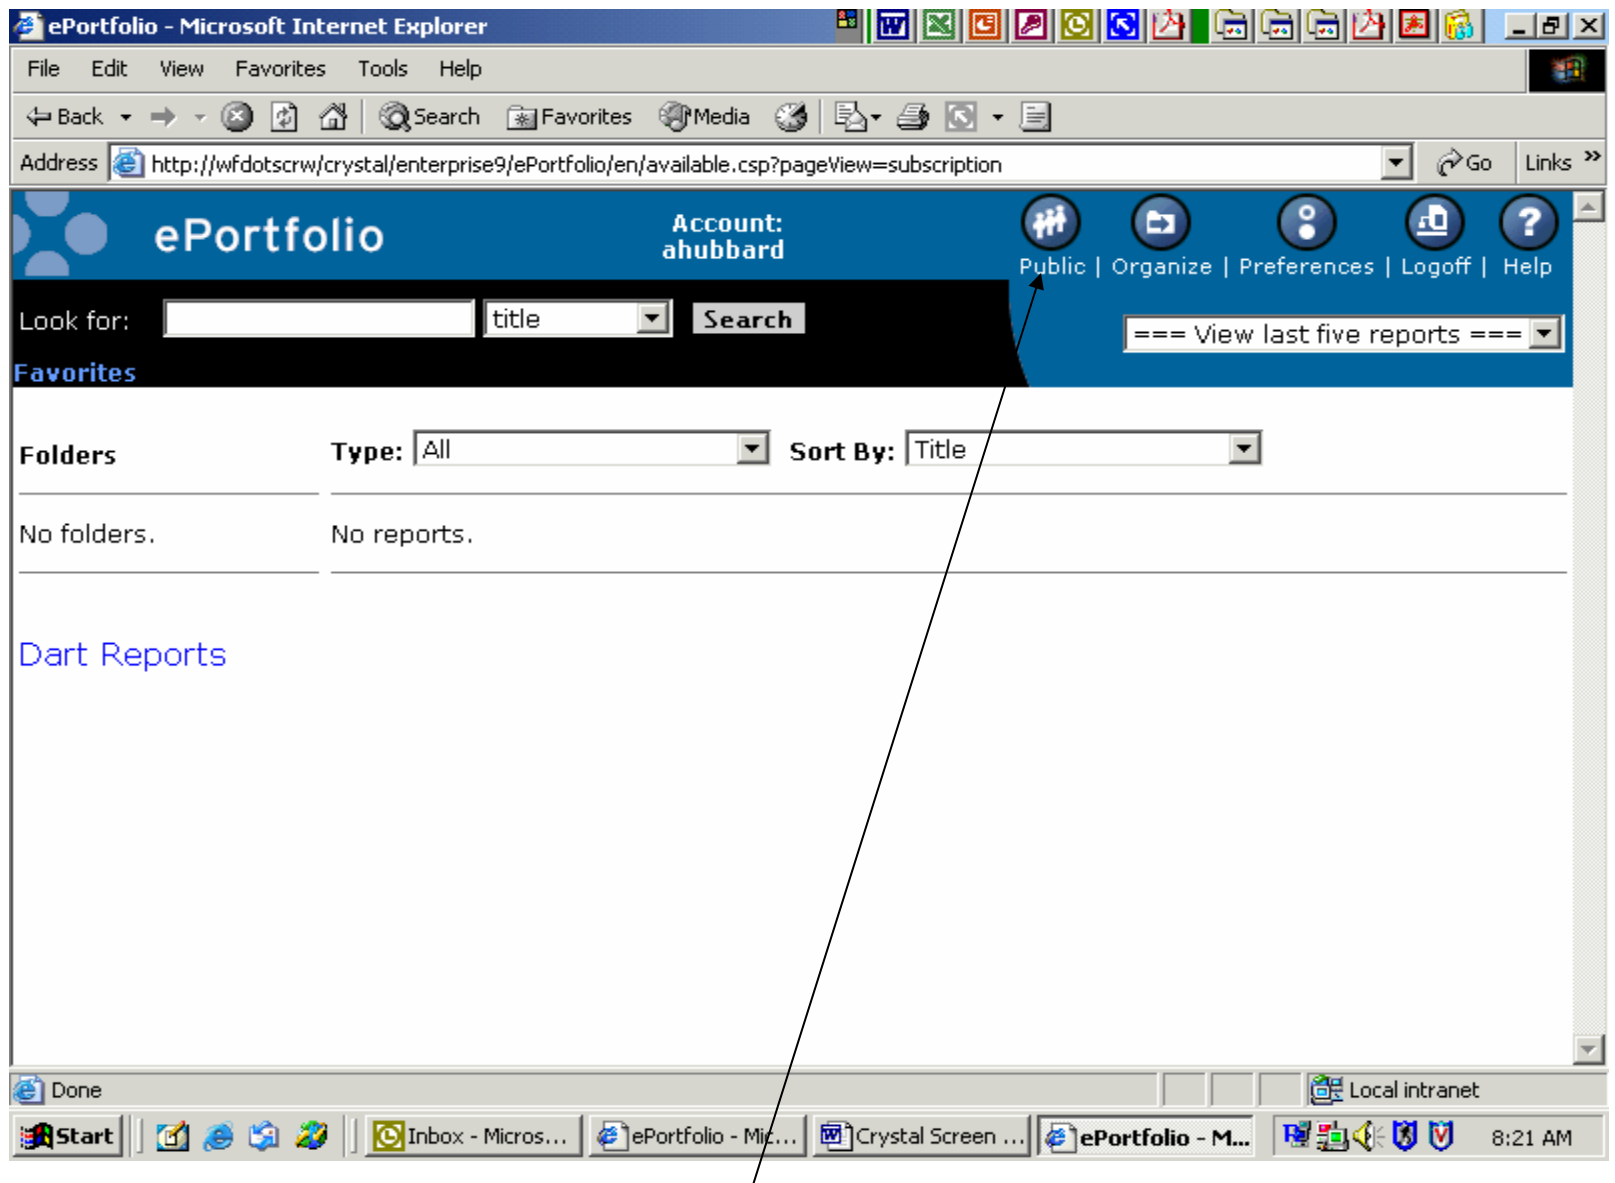 ePortfolio - Microsoft Internet Explorer
File Edit View Favorites Tools Help
Back Search Favorites Media
Address http://wfdotscrw/crystal/enterprise9/ePortfolio/en/available.csp?pageView=subscription Go Links »
ePortfolio
Account:
ahubbard
Public | Organize | Preferences | Logoff | Help
Look for: title Search
=== View last five reports ===
Favorites
Folders Type: All Sort By: Title
No folders. No reports.
Dart Reports
Done Local intranet
Start Inbox - Micros... ePortfolio - Mic... Crystal Screen ... ePortfolio - M... 8:21 AM